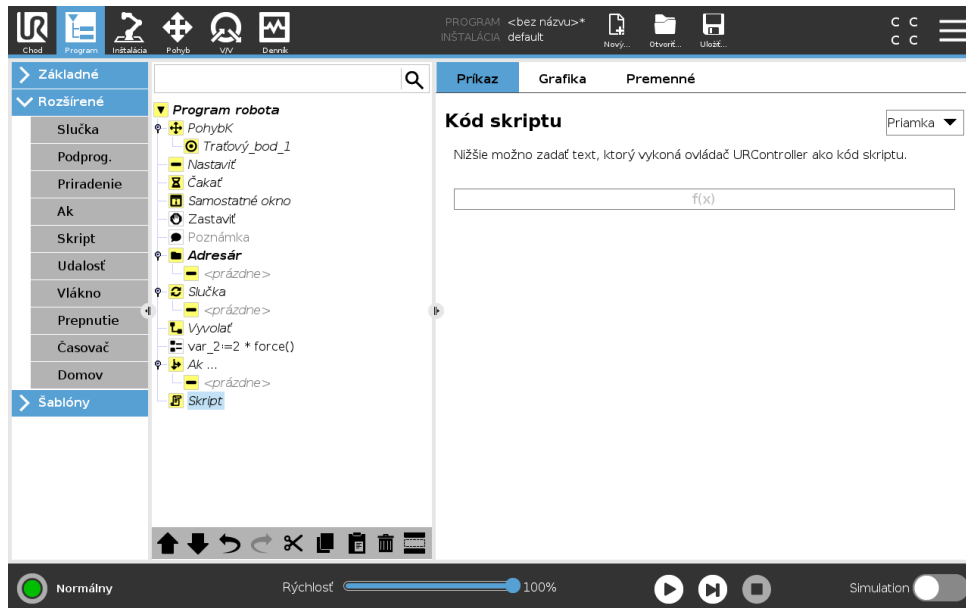 PROGRAM <bez názvu>*
INŠTALÁCIA default
Chod Program Inštalácia Pohyb V/V Denník Nový... Otvoriť... Uložiť...
C C
C C
Základné
Rozšírené
Slučka
Podprog.
Priradenie
Ak
Skript
Udalosť
Vlákno
Prepnutie
Časovač
Domov
Šablóny
Program robota
PohybK
Traťový_bod_1
Nastaviť
Čakať
Samostatné okno
Zastaviť
Poznámka
Adresár
<prázdne>
Slučka
<prázdne>
Vyvolať
var_2≔2 * force()
Ak ...
<prázdne>
Skript
Príkaz Grafika Premenné
Kód skriptu
Priamka
Nižšie možno zadať text, ktorý vykoná ovládač URController ako kód skriptu.
f(x)
Normálny
Rýchlosť 100%
Simulation